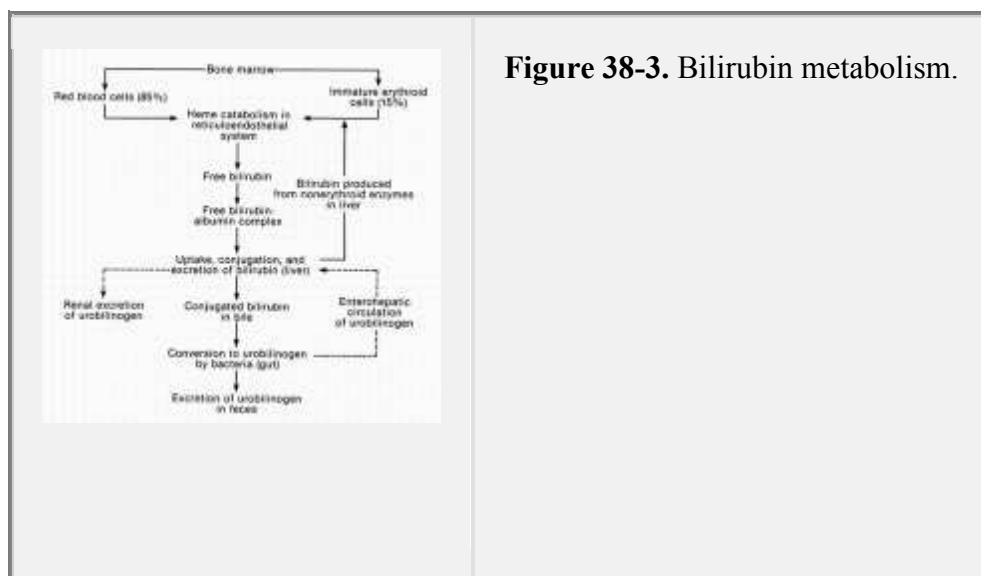 Figure 38-3. Bilirubin metabolism.
Bone marrow
Red blood cells (85%)
Immature erythroid
cells (15%)
Heme catabolism in
reticuloendothelial
system
Free bilirubin
Bilirubin produced
from nonerythroid enzymes
in liver
Free bilirubin-
albumin complex
Uptake, conjugation, and
excretion of bilirubin (liver)
Renal excretion
of urobilinogen
Conjugated bilirubin
in bile
Enterohepatic
circulation
of urobilinogen
Conversion to urobilinogen
by bacteria (gut)
Excretion of urobilinogen
in feces